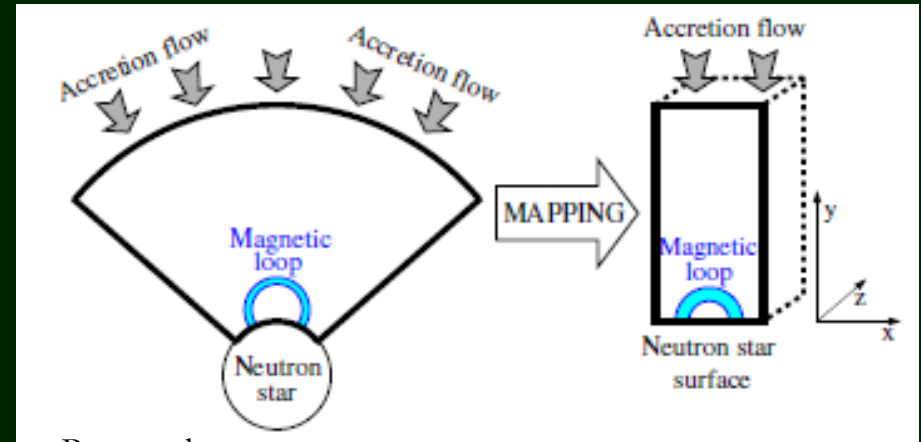 Accretion flow
Accretion flow
Magnetic
loop
Neutron
star
MAPPING
Accretion flow
Magnetic
loop
Neutron star
surface
y
z
x